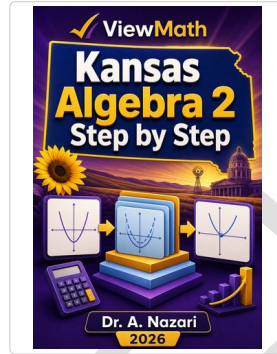 ViewMath
Kansas
Algebra 2
Step by Step
Dr. A. Nazari
2026